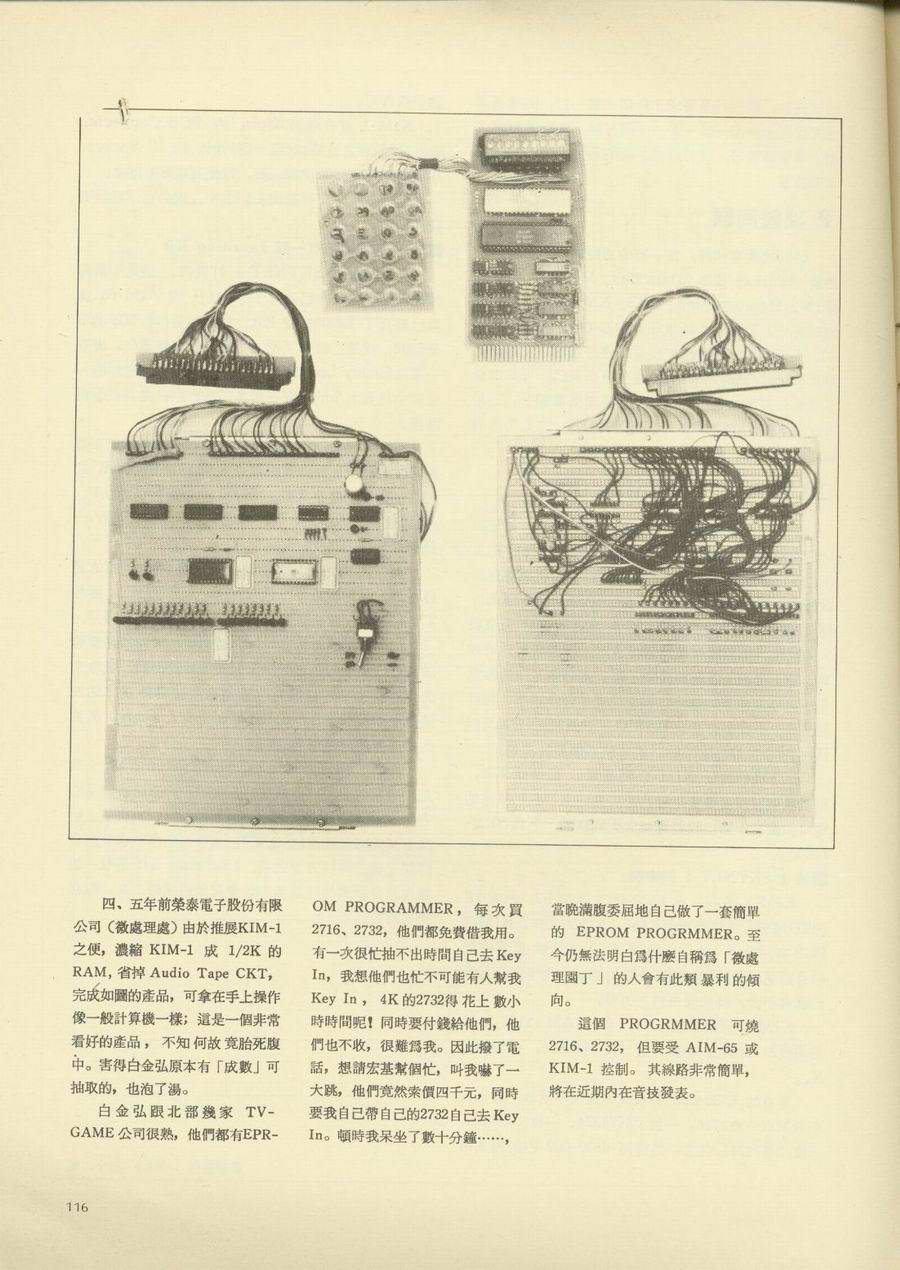 四、五年前榮泰電子股份有限
公司（微處理處）由於推展KIM-1
之便，濃縮 KIM-1 成 1/2K 的
RAM，省掉 Audio Tape CKT，
完成如圖的產品，可拿在手上操作
像一般計算機一樣；這是一個非常
看好的產品，不知何故竟胎死腹
中。害得白金弘原本有「成數」可
抽取的，也泡了湯。
白金弘跟北部幾家 TV-
GAME 公司很熟，他們都有EPR-
OM PROGRAMMER，每次買
2716、2732，他們都免費借我用。
有一次很忙抽不出時間自己去 Key
In，我想他們也忙不可能有人幫我
Key In，4K 的2732得花上數小
時時間呢！同時要付錢給他們，他
們也不收，很難爲我。因此撥了電
話，想請宏基幫個忙，叫我嚇了一
大跳，他們竟然索價四千元，同時
要我自己帶自己的2732自己去 Key
In。頓時我呆坐了數十分鐘……，
當晚滿腹委屈地自己做了一套簡單
的 EPROM PROGRMMER。至
今仍無法明白爲什麽自稱爲「微處
理園丁」的人會有此類暴利的傾
向。
這個 PROGRMMER 可燒
2716、2732，但要受 AIM-65 或
KIM-1 控制。其線路非常簡單，
將在近期內在音技發表。
116